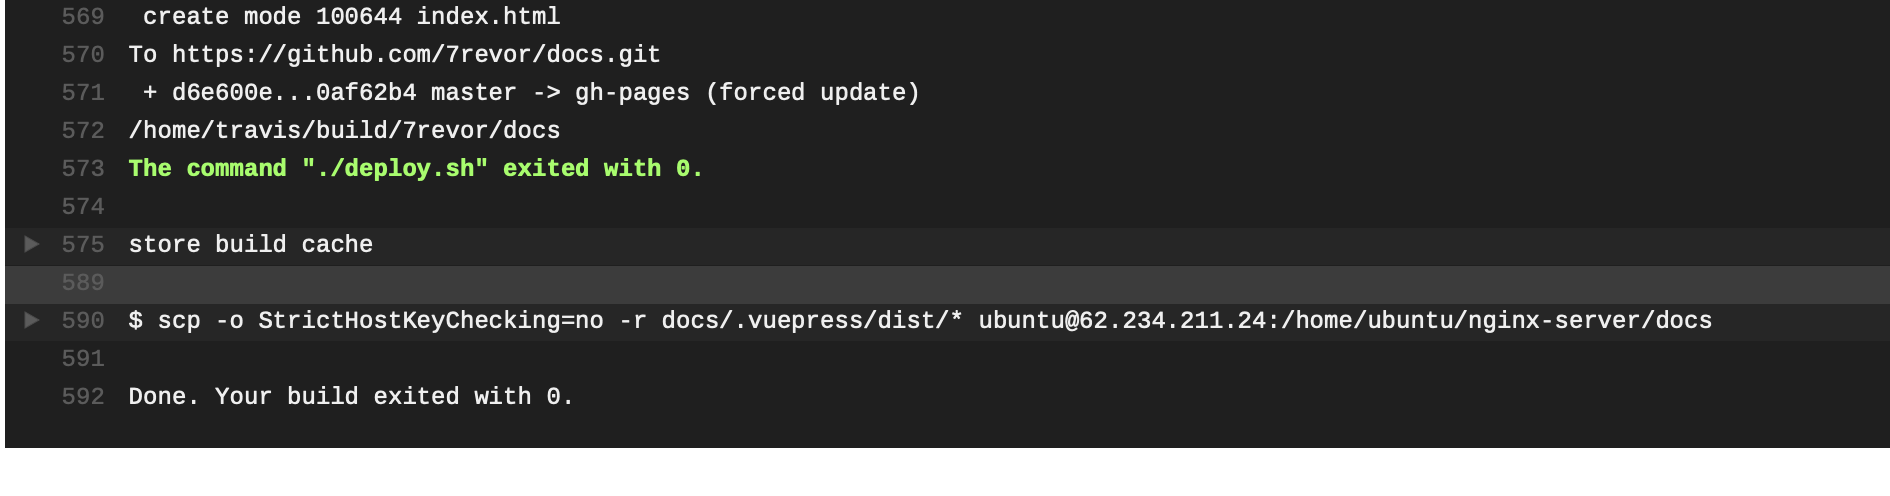 569 create mode 100644 index.html
570 To https://github.com/7revor/docs.git
571 + d6e600e...0af62b4 master -> gh-pages (forced update)
572 /home/travis/build/7revor/docs
573 The command "./deploy.sh" exited with 0.
574
575 store build cache
589
590 $ scp -o StrictHostKeyChecking=no -r docs/.vuepress/dist/* ubuntu@62.234.211.24:/home/ubuntu/nginx-server/docs
591
592 Done. Your build exited with 0.